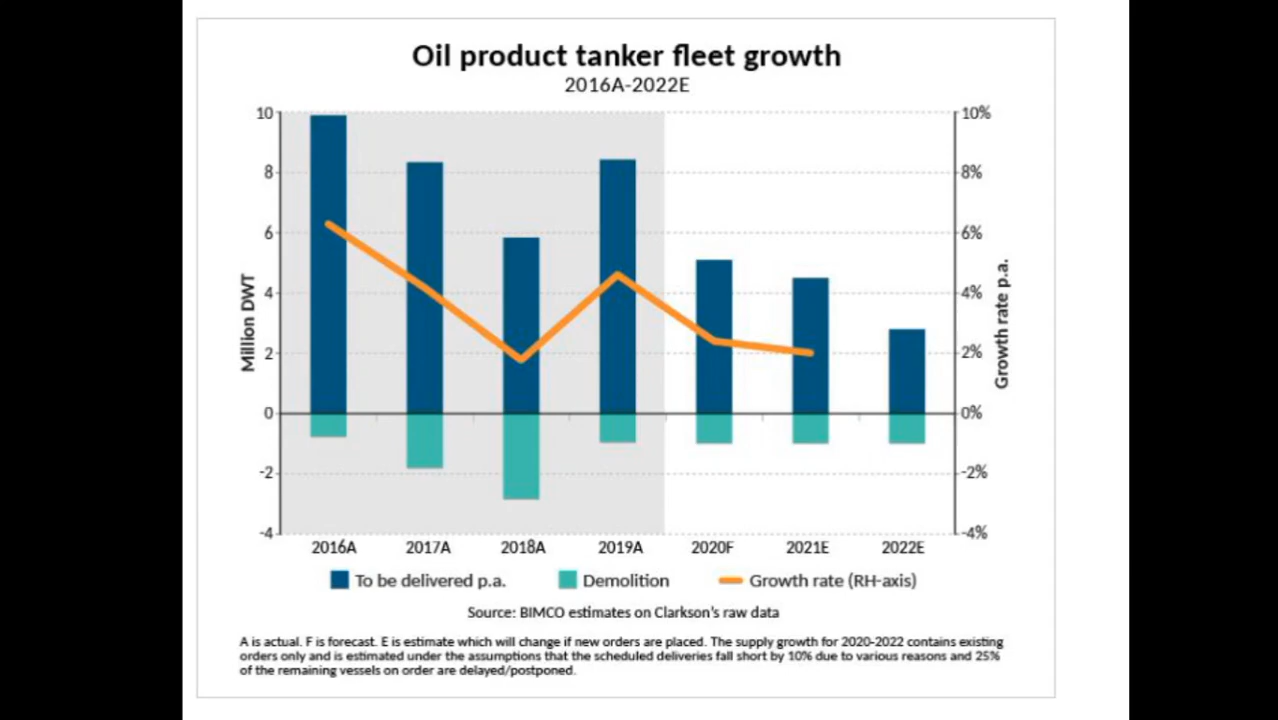 Oil product tanker fleet growth
2016A-2022E
10
8
6
4
2
0
-2
-4
Million DWT
10%
8%
6%
4%
2%
0%
-2%
-4%
Growth rate p.a.
2016A 2017A 2018A 2019A 2020F 2021E 2022E
To be delivered p.a. Demolition Growth rate (RH-axis)
Source: BIMCO estimates on Clarkson's raw data
A is actual. F is forecast. E is estimate which will change if new orders are placed. The supply growth for 2020-2022 contains existing
orders only and is estimated under the assumptions that the scheduled deliveries fall short by 10% due to various reasons and 25%
of the remaining vessels on order are delayed/postponed.